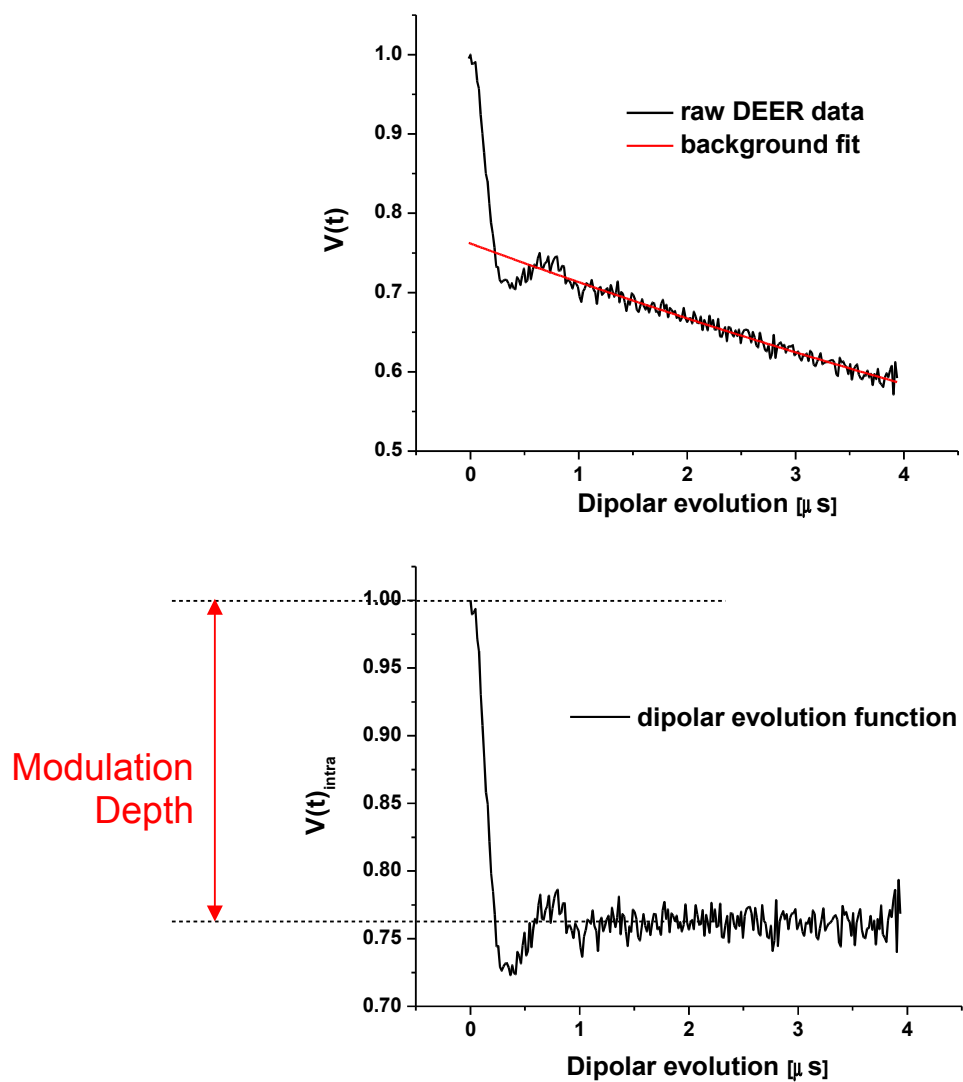 1.0
raw DEER data
background fit
0.9
V(t)
0.8
0.7
0.6
0.5
0 1 2 3 4
Dipolar evolution [μ s]
1.00
0.95
dipolar evolution function
0.90
Modulation
Depth
V(t)intra
0.85
0.80
0.75
0.70
0 1 2 3 4
Dipolar evolution [μ s]